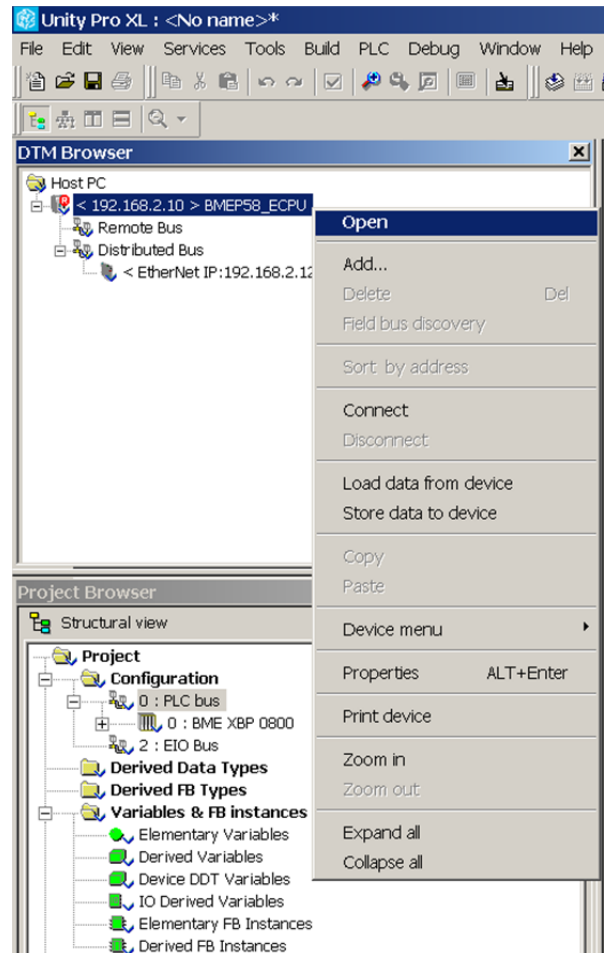 Unity Pro XL : <No name>*
File Edit View Services Tools Build PLC Debug Window Help
DTM Browser
Host PC
< 192.168.2.10 > BMEP58_ECPU
Remote Bus
Distributed Bus
< EtherNet IP:192.168.2.12
Open
Add...
Delete Del
Field bus discovery
Sort by address
Connect
Disconnect
Load data from device
Store data to device
Copy
Paste
Device menu
Properties ALT+Enter
Print device
Zoom in
Zoom out
Expand all
Collapse all
Project Browser
Structural view
Project
Configuration
0 : PLC bus
0 : BME XBP 0800
2 : EIO Bus
Derived Data Types
Derived FB Types
Variables & FB instances
Elementary Variables
Derived Variables
Device DDT Variables
IO Derived Variables
Elementary FB Instances
Derived FB Instances